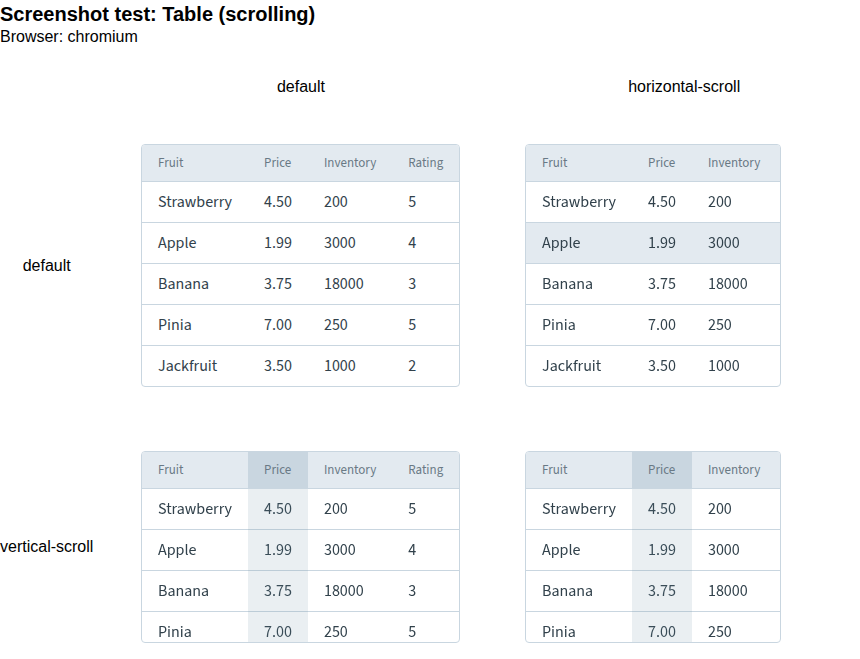 Screenshot test: Table (scrolling)
Browser: chromium
default horizontal-scroll
default
Fruit Price Inventory Rating
Strawberry 4.50 200 5
Apple 1.99 3000 4
Banana 3.75 18000 3
Pinia 7.00 250 5
Jackfruit 3.50 1000 2
Fruit Price Inventory
Strawberry 4.50 200
Apple 1.99 3000
Banana 3.75 18000
Pinia 7.00 250
Jackfruit 3.50 1000
vertical-scroll
Fruit Price Inventory Rating
Strawberry 4.50 200 5
Apple 1.99 3000 4
Banana 3.75 18000 3
Pinia 7.00 250 5
Fruit Price Inventory
Strawberry 4.50 200
Apple 1.99 3000
Banana 3.75 18000
Pinia 7.00 250